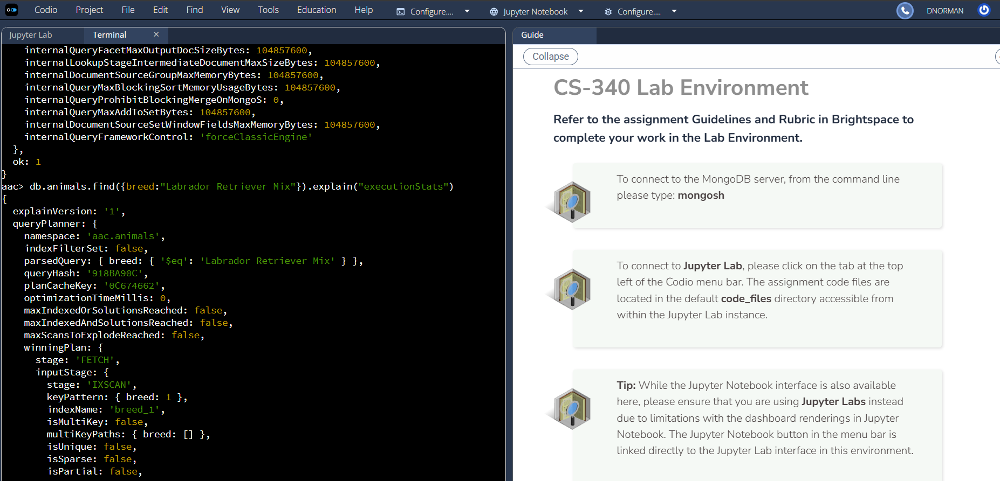 Codio Project File Edit Find View Tools Education Help Configure.... Jupyter Notebook Configure.... DNORMAN
Jupyter Lab Terminal ×
internalQueryFacetMaxOutputDocSizeBytes: 104857600,
internalLookupStageIntermediateDocumentMaxSizeBytes: 104857600,
internalDocumentSourceGroupMaxMemoryBytes: 104857600,
internalQueryMaxBlockingSortMemoryUsageBytes: 104857600,
internalQueryProhibitBlockingMergeOnMongoS: 0,
internalQueryMaxAddToSetBytes: 104857600,
internalDocumentSourceSetWindowFieldsMaxMemoryBytes: 104857600,
internalQueryFrameworkControl: 'forceClassicEngine'
},
ok: 1
}
aac> db.animals.find({breed:"Labrador Retriever Mix"}).explain("executionStats")
{
explainVersion: '1',
queryPlanner: {
namespace: 'aac.animals',
indexFilterSet: false,
parsedQuery: { breed: { '$eq': 'Labrador Retriever Mix' } },
queryHash: '918BA90C',
planCacheKey: '0C674662',
optimizationTimeMillis: 0,
maxIndexedOrSolutionsReached: false,
maxIndexedAndSolutionsReached: false,
maxScansToExplodeReached: false,
winningPlan: {
stage: 'FETCH',
inputStage: {
stage: 'IXSCAN',
keyPattern: { breed: 1 },
indexName: 'breed_1',
isMultiKey: false,
multiKeyPaths: { breed: [] },
isUnique: false,
isSparse: false,
isPartial: false,
Guide
Collapse
CS-340 Lab Environment
Refer to the assignment Guidelines and Rubric in Brightspace to
complete your work in the Lab Environment.
To connect to the MongoDB server, from the command line
please type: mongosh
To connect to Jupyter Lab, please click on the tab at the top
left of the Codio menu bar. The assignment code files are
located in the default code_files directory accessible from
within the Jupyter Lab instance.
Tip: While the Jupyter Notebook interface is also available
here, please ensure that you are using Jupyter Labs instead
due to limitations with the dashboard renderings in Jupyter
Notebook. The Jupyter Notebook button in the menu bar is
linked directly to the Jupyter Lab interface in this environment.